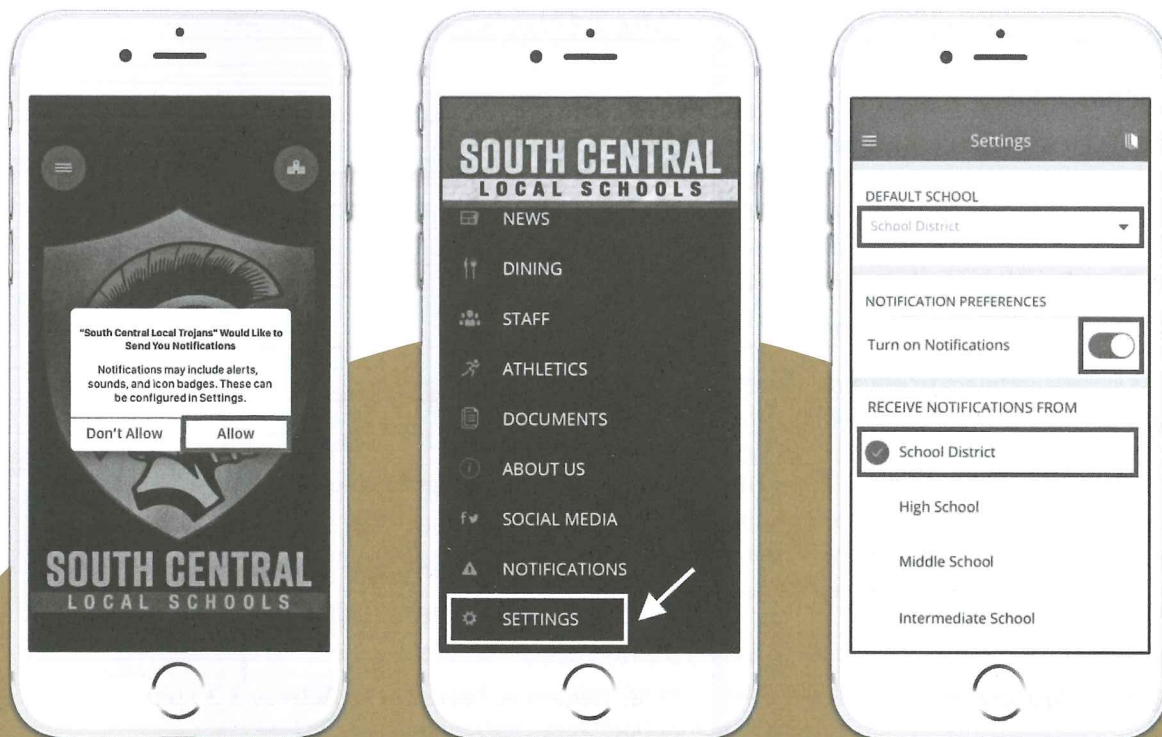 "South Central Local Trojans" Would Like to
Send You Notifications
Notifications may include alerts,
sounds, and icon badges. These can
be configured in Settings.
Don't Allow
Allow
SOUTH CENTRAL
LOCAL SCHOOLS
SOUTH CENTRAL
LOCAL SCHOOLS
NEWS
DINING
STAFF
ATHLETICS
DOCUMENTS
ABOUT US
SOCIAL MEDIA
NOTIFICATIONS
SETTINGS
Settings
DEFAULT SCHOOL
School District
NOTIFICATION PREFERENCES
Turn on Notifications
RECEIVE NOTIFICATIONS FROM
School District
High School
Middle School
Intermediate School